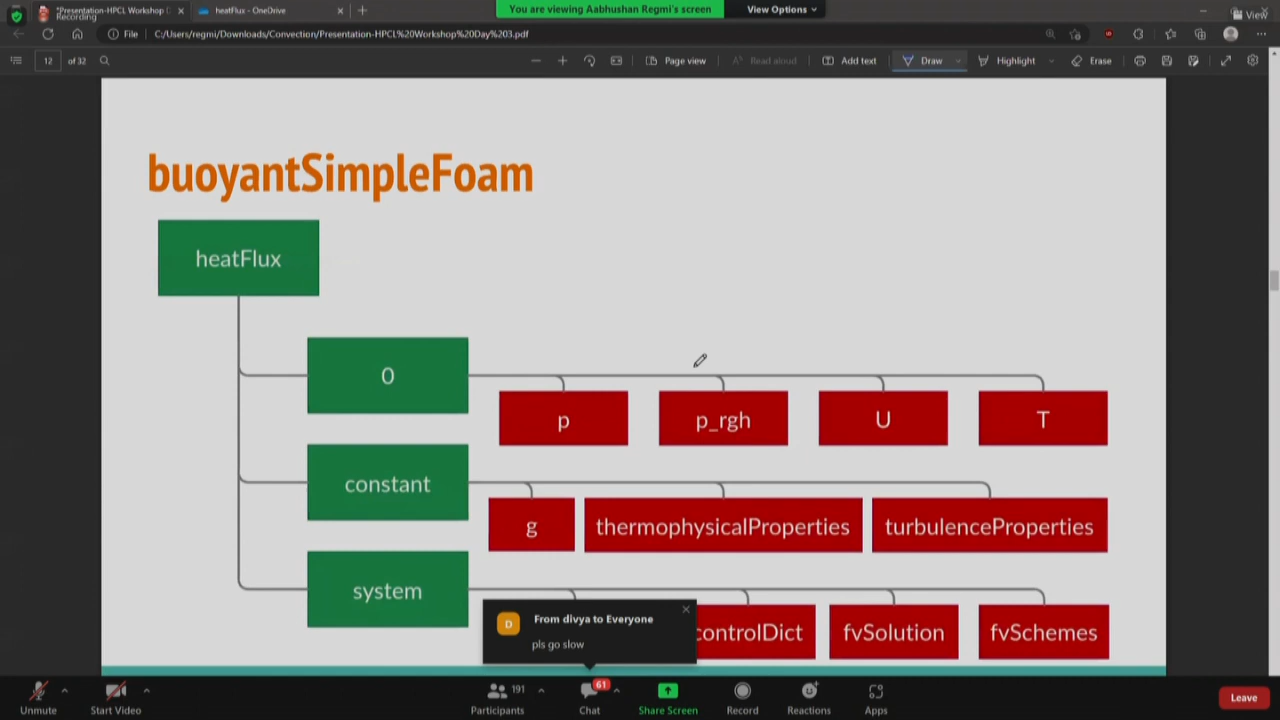 *Presentation-HPCL Workshop D
heatFlux - OneDrive
Recording
You are viewing Aabhushan Regmi's screen
View Options
View
File
C:/Users/regmi/Downloads/Convection/Presentation-HPCL%20Workshop%20Day%203.pdf
12 of 32
Page view
Read aloud
Add text
Draw
Highlight
Erase
buoyantSimpleFoam
heatFlux
0
p
p_rgh
U
T
constant
g
thermophysicalProperties
turbulenceProperties
system
controlDict
fvSolution
fvSchemes
D
From divya to Everyone
pls go slow
Unmute
Start Video
191
Participants
61
Chat
Share Screen
Record
Reactions
Apps
Leave